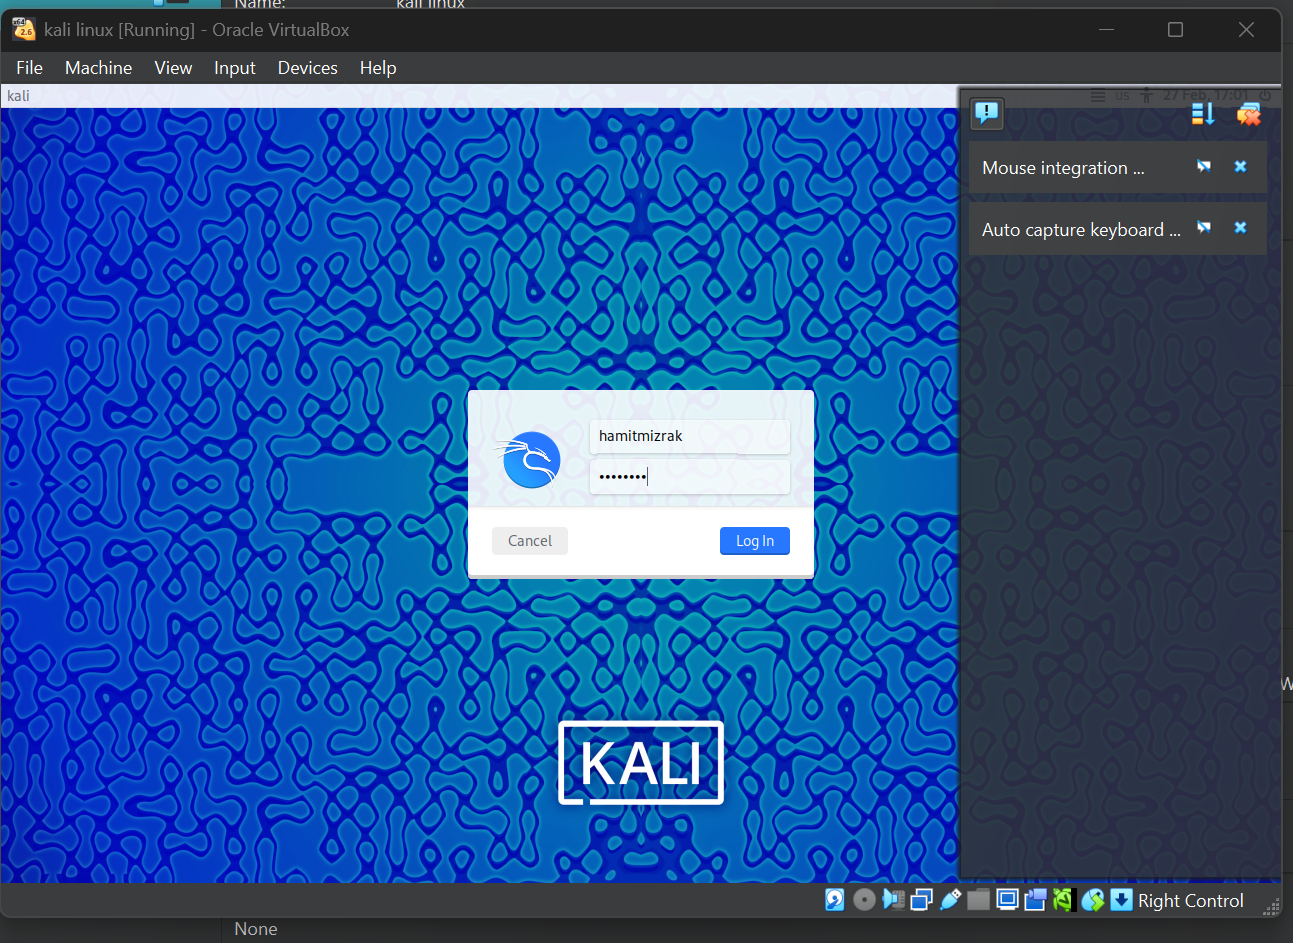 Name: kali linux
kali linux [Running] - Oracle VirtualBox
File Machine View Input Devices Help
kali us 27 Feb, 17:01
Mouse integration ...
Auto capture keyboard ...
hamitmizrak
••••••••
Cancel Log In
KALI
W
Right Control
None